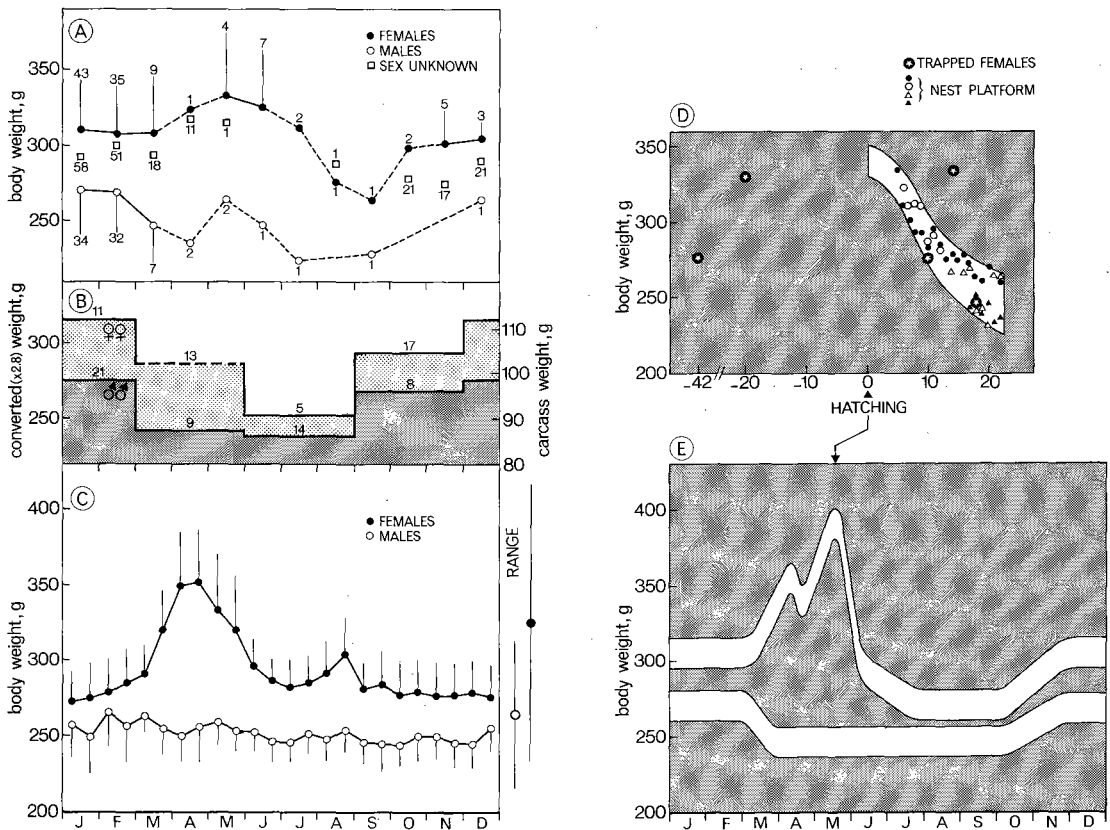 A
● FEMALES
○ MALES
□ SEX UNKNOWN
body weight, g
350
300
250
43 35 9 1 4 7 2 1 1 2 5 3
58 51 18 11 1 1 21 17 21
34 32 7 2 2 1 1 1 1
B
converted(x2.8) weight, g
300
250
carcass weight, g
110
100
90
80
11 13 5 17
21 9 14 8
♀♀
♂♂
C
● FEMALES
○ MALES
body weight, g
400
350
300
250
200
RANGE
J F M A M J J A S O N D
TRAPPED FEMALES
NEST PLATFORM
D
body weight, g
350
300
250
200
-42 -20 0 10 20
HATCHING
E
body weight, g
400
350
300
250
200
J F M A M J J A S O N D